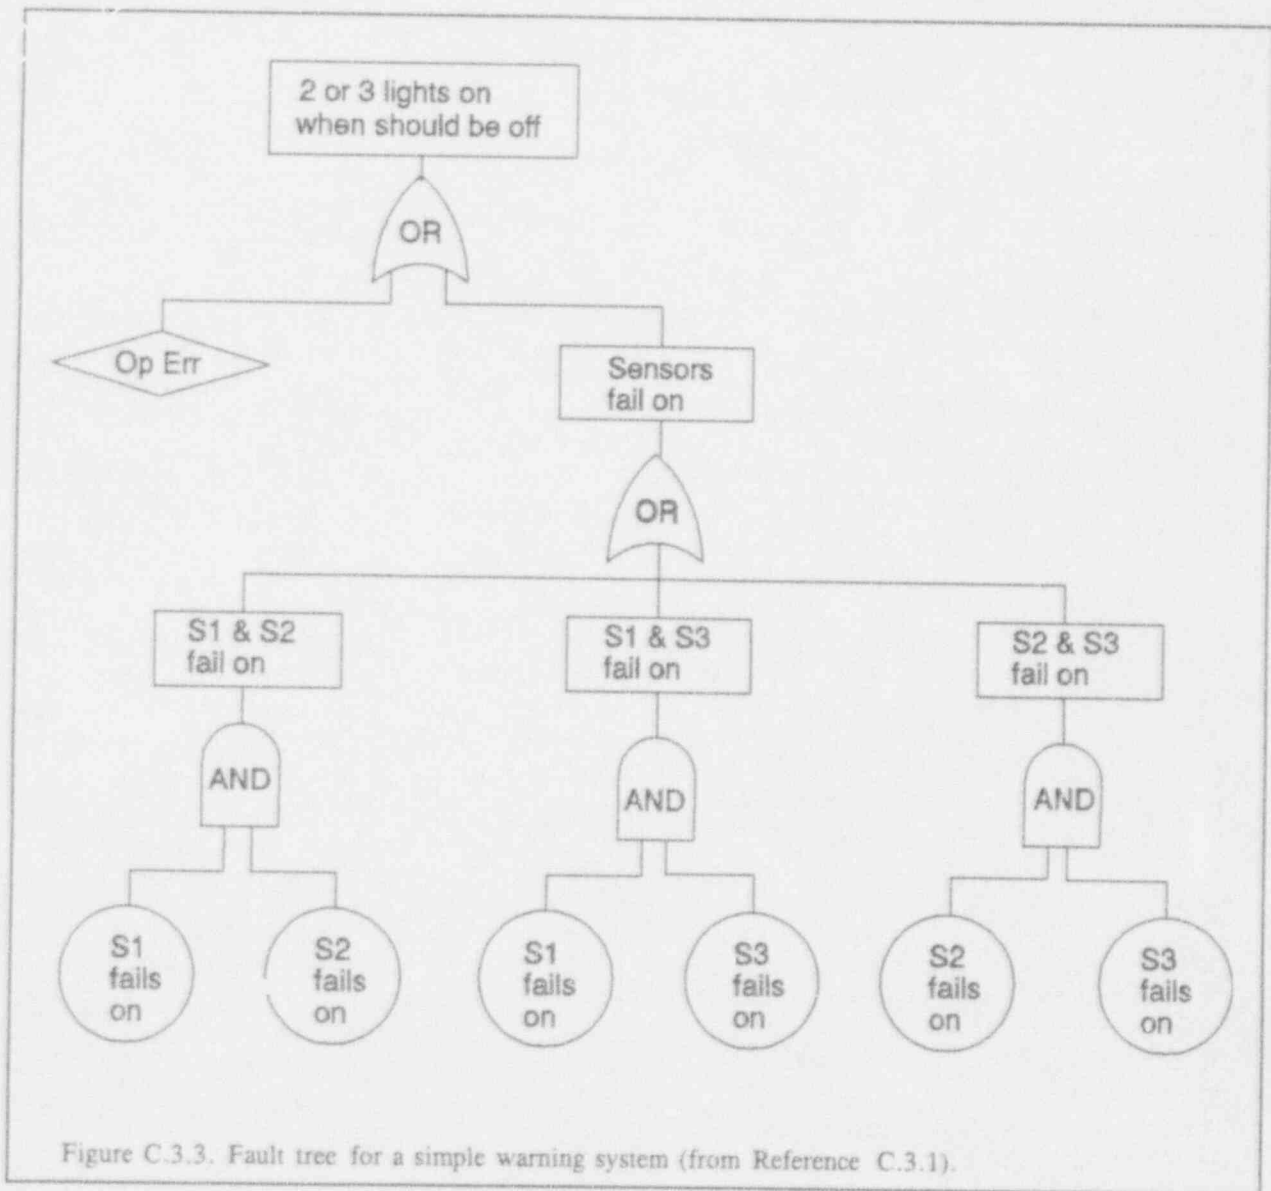 2 or 3 lights on
when should be off
OR
Op Err
Sensors
fail on
OR
S1 & S2
fail on
S1 & S3
fail on
S2 & S3
fail on
AND
AND
AND
S1
fails
on
S2
fails
on
S1
fails
on
S3
fails
on
S2
fails
on
S3
fails
on
Figure C.3.3. Fault tree for a simple warning system (from Reference C.3.1).